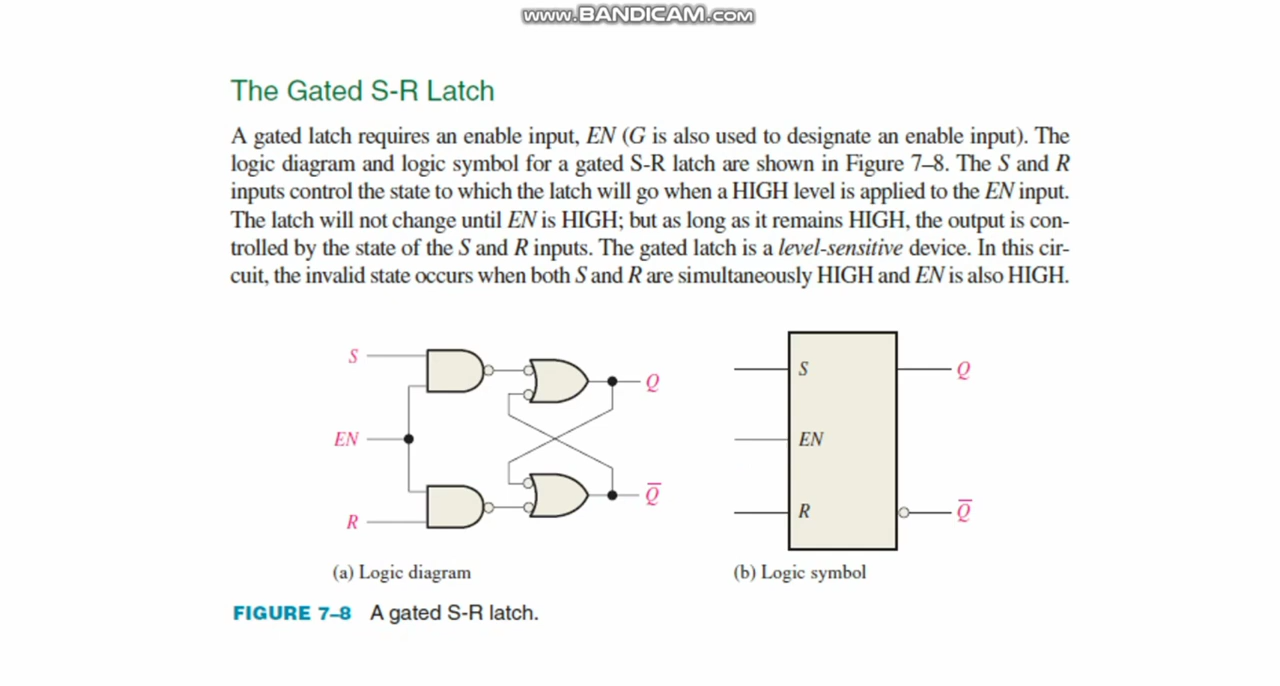 www.BANDICAM.com
The Gated S-R Latch
A gated latch requires an enable input, EN (G is also used to designate an enable input). The
logic diagram and logic symbol for a gated S-R latch are shown in Figure 7–8. The S and R
inputs control the state to which the latch will go when a HIGH level is applied to the EN input.
The latch will not change until EN is HIGH; but as long as it remains HIGH, the output is con-
trolled by the state of the S and R inputs. The gated latch is a level-sensitive device. In this cir-
cuit, the invalid state occurs when both S and R are simultaneously HIGH and EN is also HIGH.
S
Q
EN
R
Q̅
S
Q
EN
R
Q̅
(a) Logic diagram
(b) Logic symbol
FIGURE 7–8 A gated S-R latch.